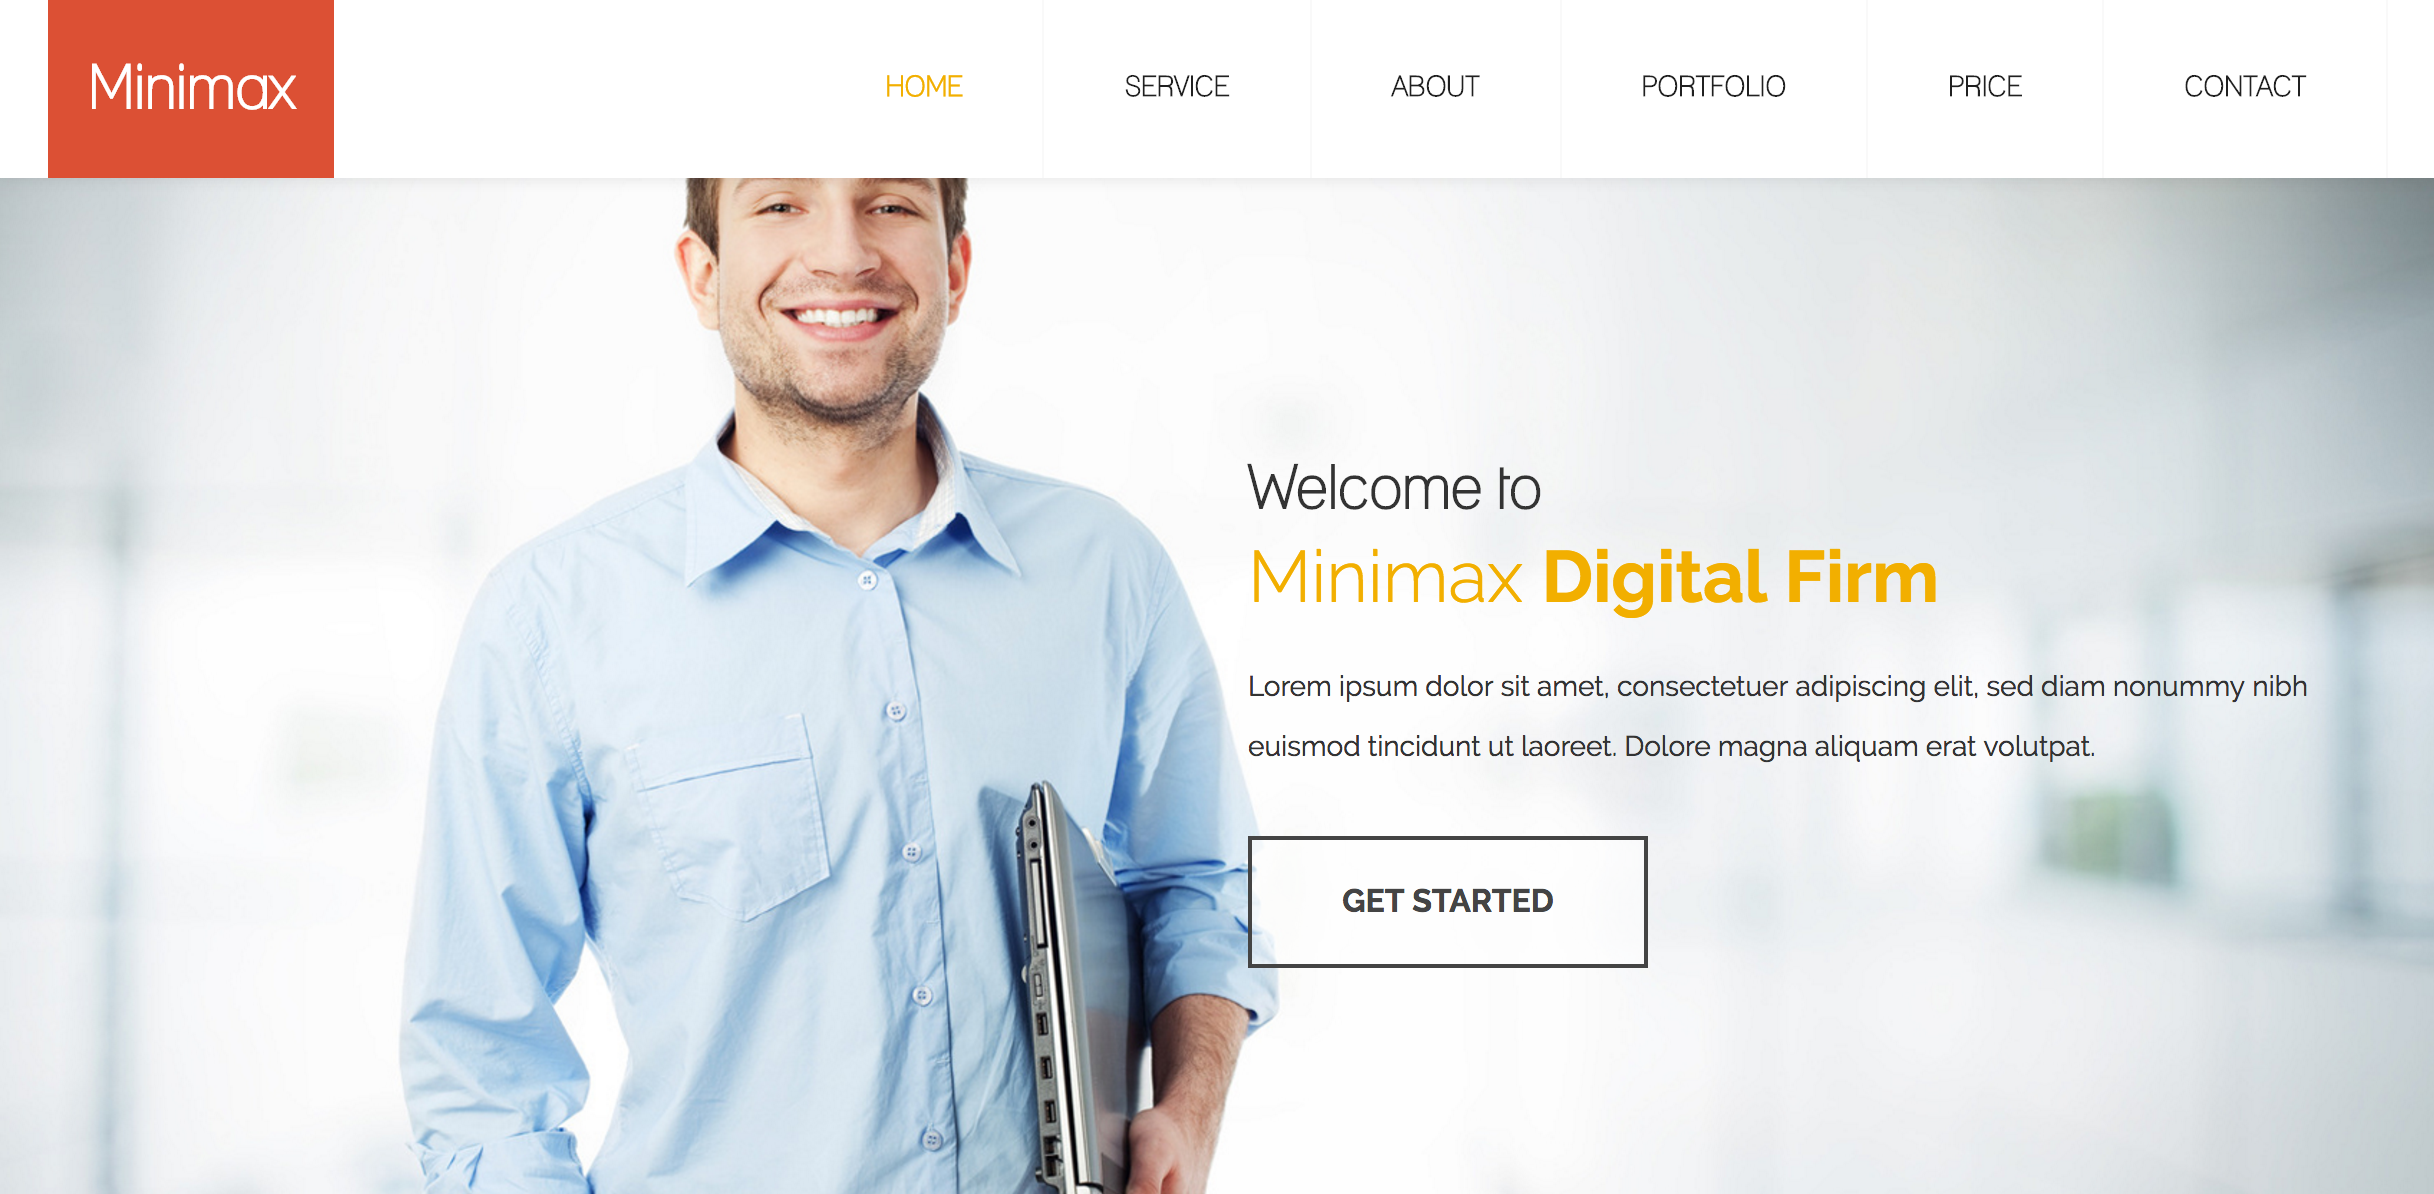 Minimax
HOME
SERVICE
ABOUT
PORTFOLIO
PRICE
CONTACT
Welcome to
Minimax Digital Firm
Lorem ipsum dolor sit amet, consectetuer adipiscing elit, sed diam nonummy nibh
euismod tincidunt ut laoreet. Dolore magna aliquam erat volutpat.
GET STARTED